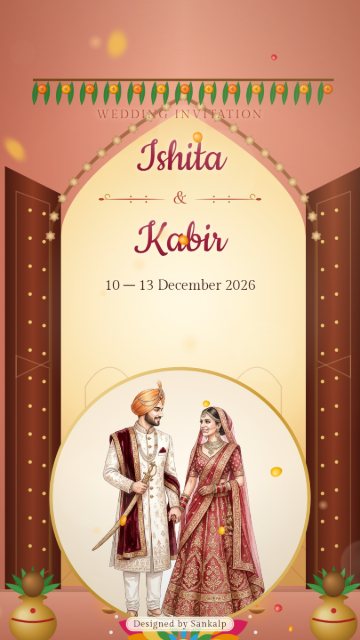 WEDDING INVITATION
Ishita
&
Kabir
10 — 13 December 2026
Designed by Sankalp